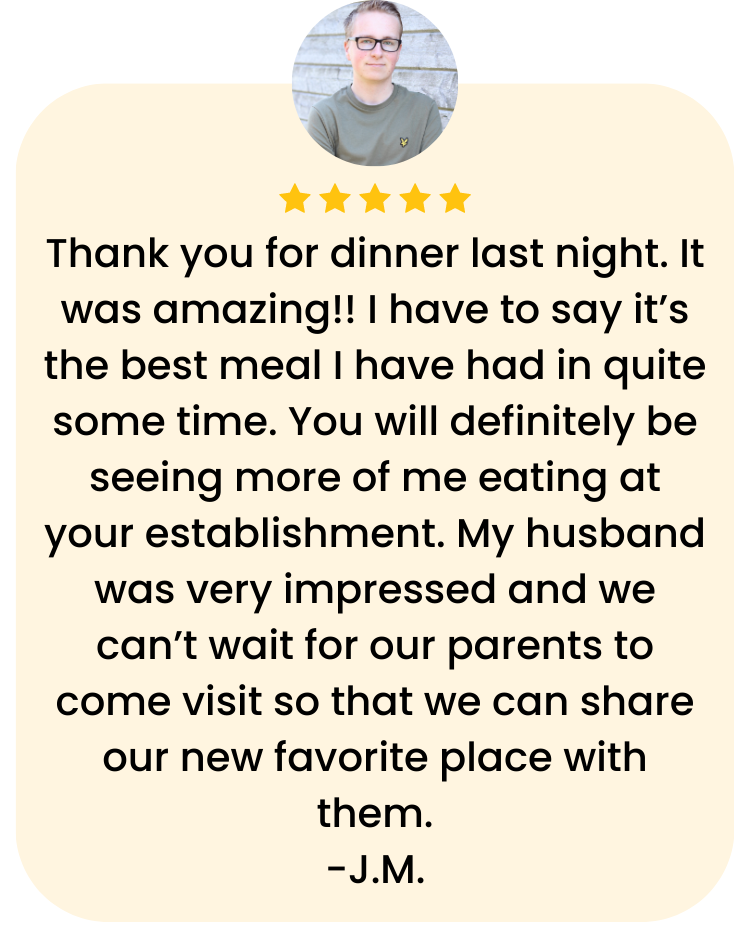 Thank you for dinner last night. It
was amazing!! I have to say it’s
the best meal I have had in quite
some time. You will definitely be
seeing more of me eating at
your establishment. My husband
was very impressed and we
can’t wait for our parents to
come visit so that we can share
our new favorite place with
them.
-J.M.